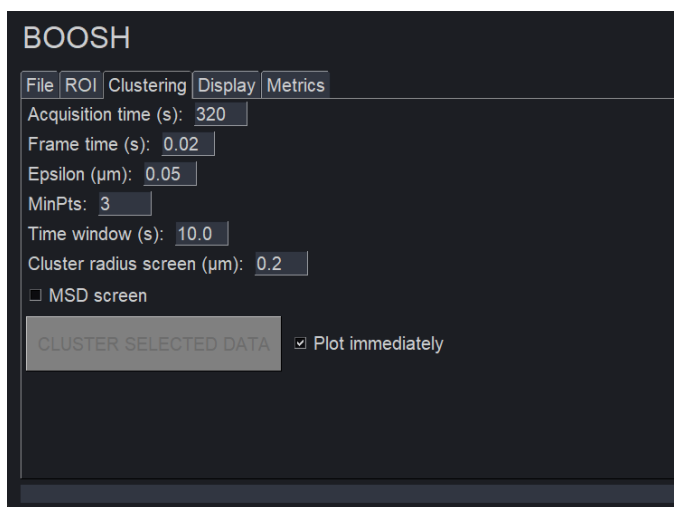 BOOSH
File ROI Clustering Display Metrics
Acquisition time (s): 320
Frame time (s): 0.02
Epsilon (µm): 0.05
MinPts: 3
Time window (s): 10.0
Cluster radius screen (µm): 0.2
MSD screen
CLUSTER SELECTED DATA Plot immediately